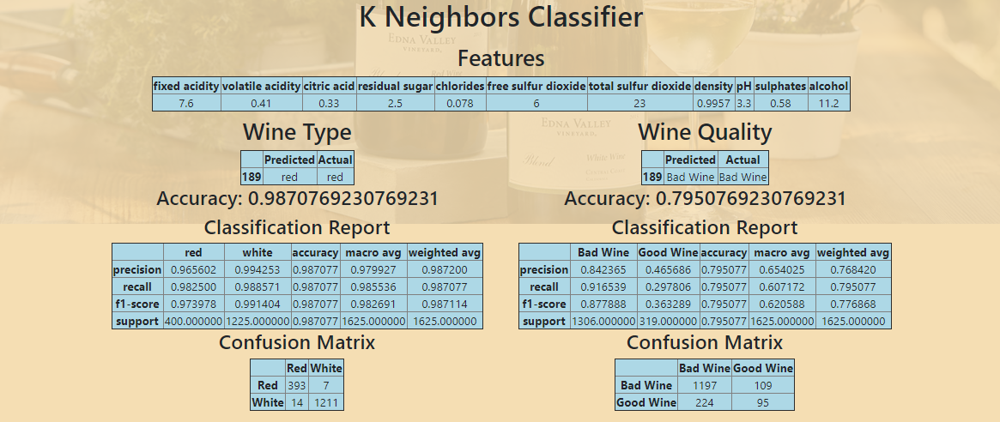 K Neighbors Classifier
EDNA VALLEY
VINEYARD.
Features
fixed acidity volatile acidity citric acid residual sugar chlorides free sulfur dioxide total sulfur dioxide density pH sulphates alcohol
7.6 0.41 0.33 2.5 0.078 6 23 0.9957 3.3 0.58 11.2
EDNA VALLEY
VINEYARD.
Blend White Wine
Wine Type
Predicted Actual
189 red red
Accuracy: 0.9870769230769231
Classification Report
red white accuracy macro avg weighted avg
precision 0.965602 0.994253 0.987077 0.979927 0.987200
recall 0.982500 0.988571 0.987077 0.985536 0.987077
f1-score 0.973978 0.991404 0.987077 0.982691 0.987114
support 400.000000 1225.000000 0.987077 1625.000000 1625.000000
Confusion Matrix
Red White
Red 393 7
White 14 1211
Wine Quality
Predicted Actual
189 Bad Wine Bad Wine
Accuracy: 0.7950769230769231
Classification Report
Bad Wine Good Wine accuracy macro avg weighted avg
precision 0.842365 0.465686 0.795077 0.654025 0.768420
recall 0.916539 0.297806 0.795077 0.607172 0.795077
f1-score 0.877888 0.363289 0.795077 0.620588 0.776868
support 1306.000000 319.000000 0.795077 1625.000000 1625.000000
Confusion Matrix
Bad Wine Good Wine
Bad Wine 1197 109
Good Wine 224 95